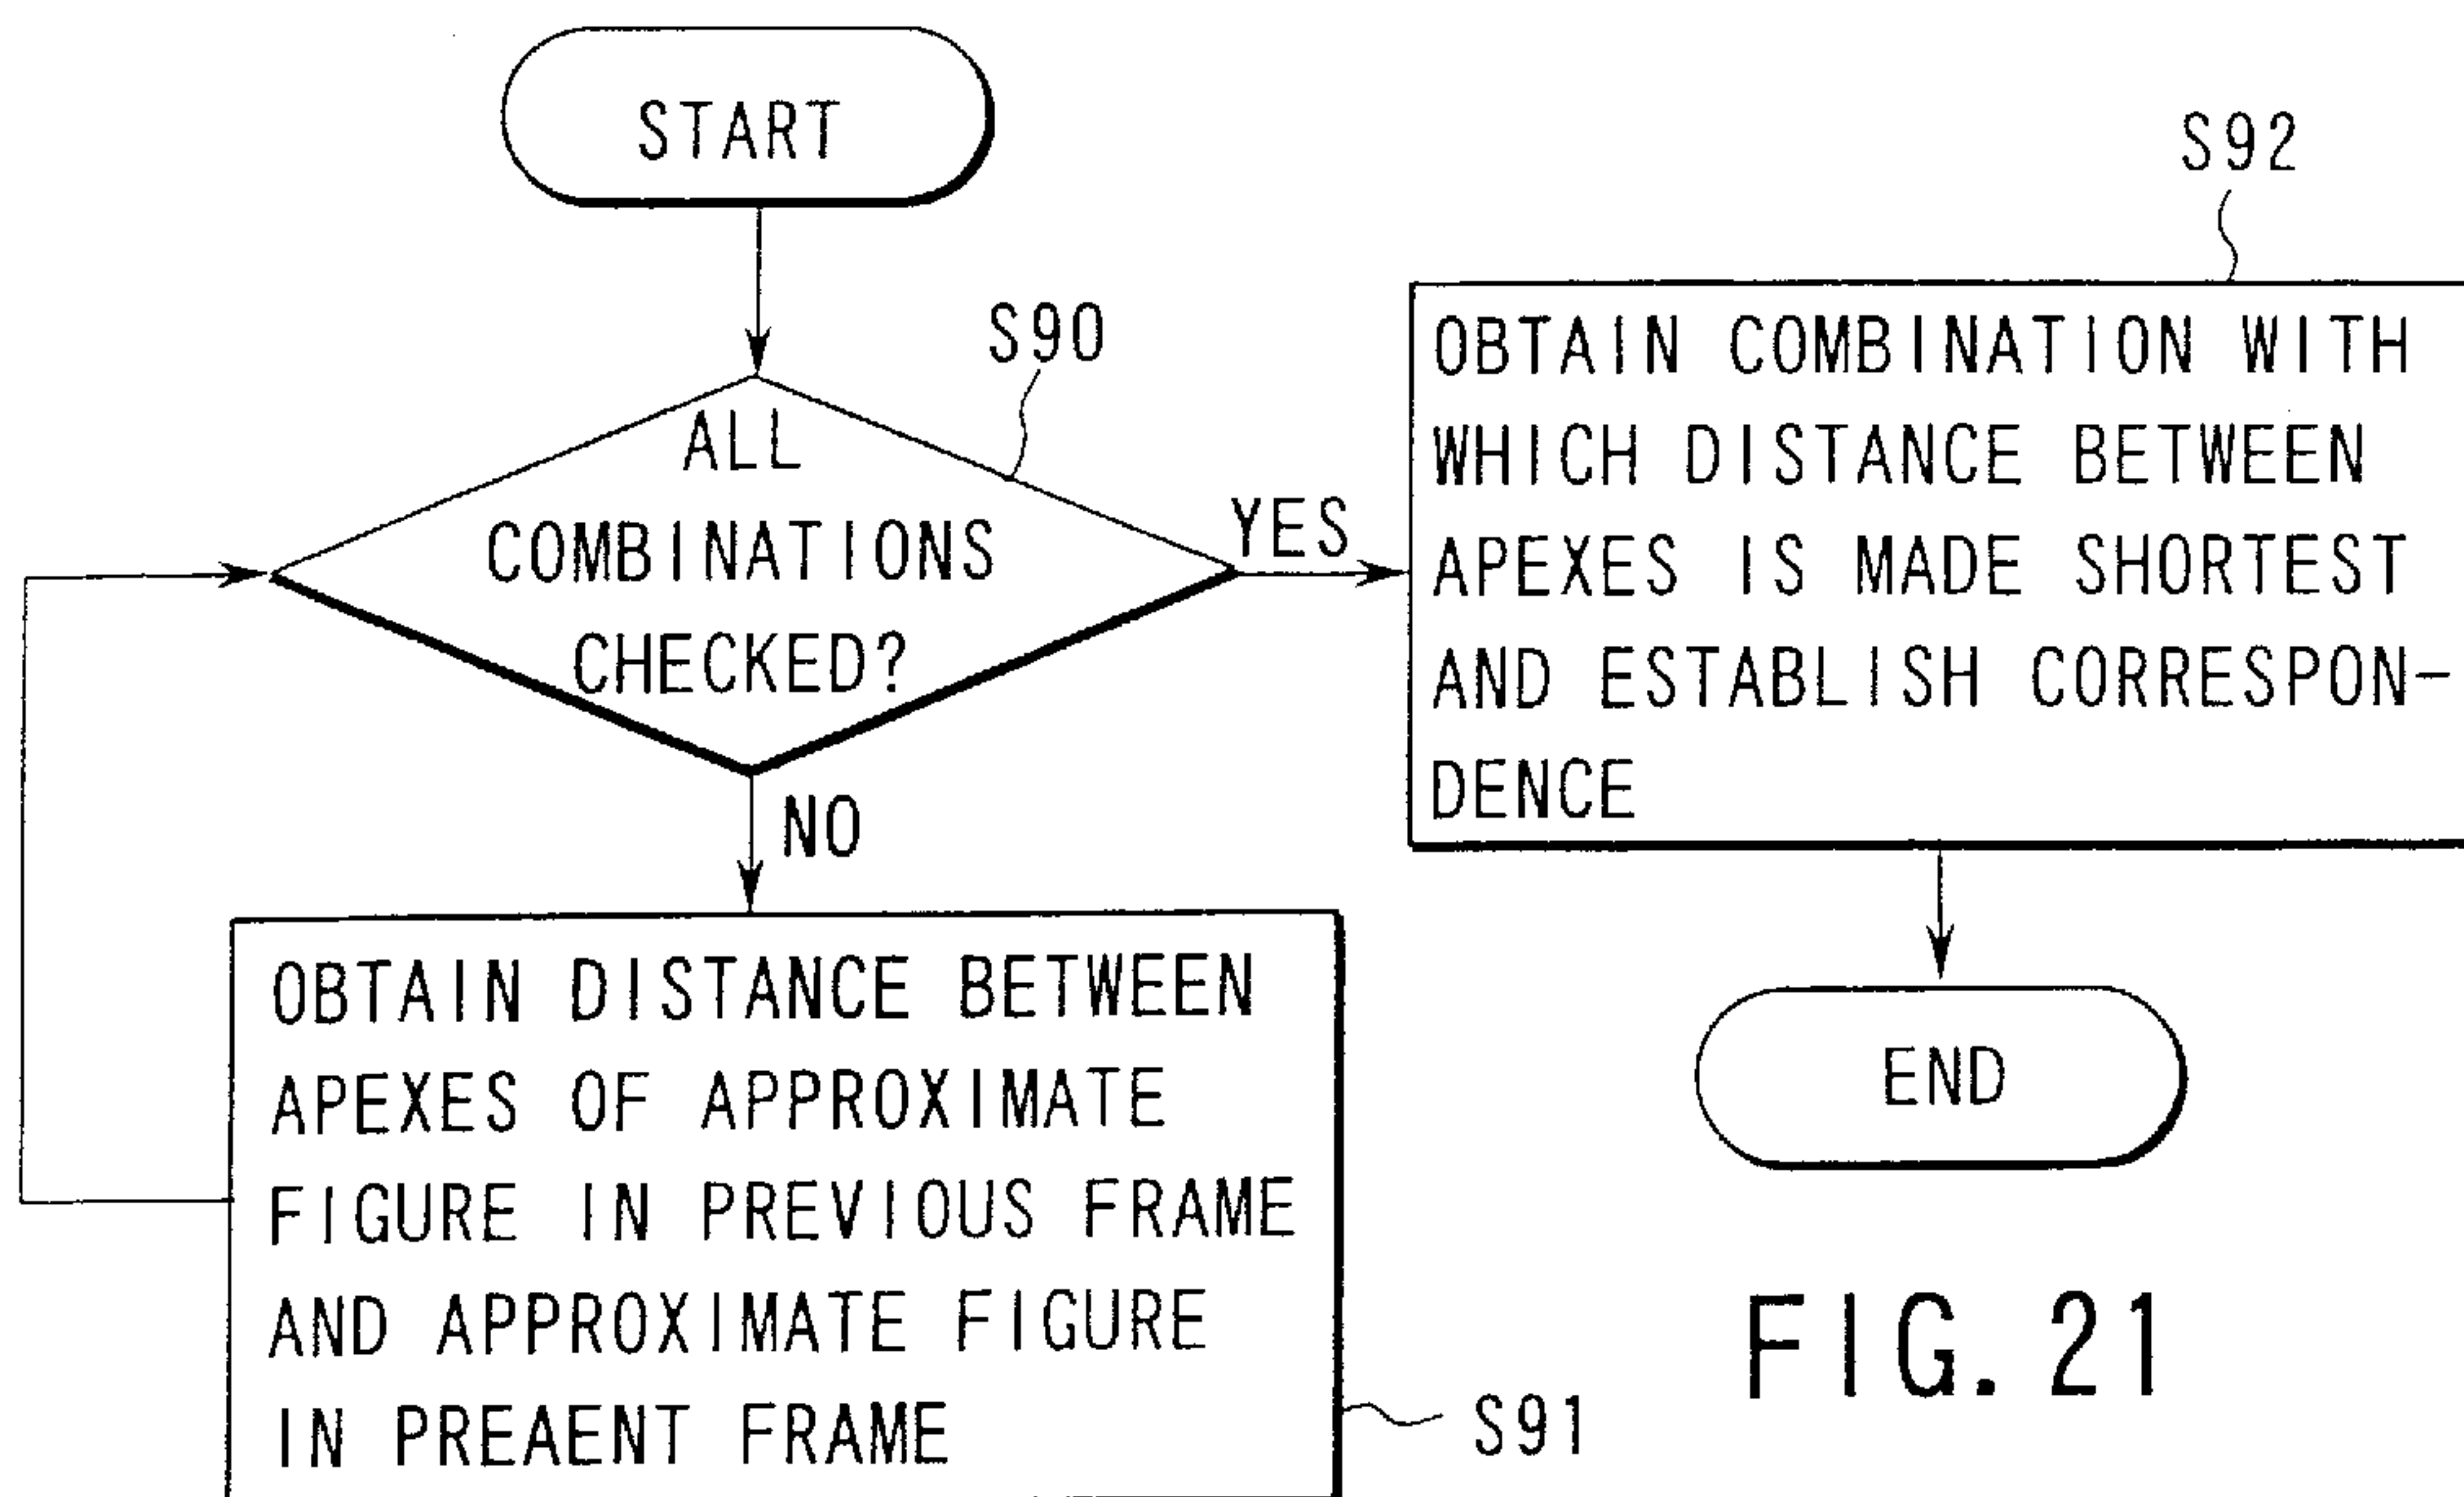 START
S90
ALL
COMBINATIONS
CHECKED?
YES
NO
S92
OBTAIN COMBINATION WITH
WHICH DISTANCE BETWEEN
APEXES IS MADE SHORTEST
AND ESTABLISH CORRESPON-
DENCE
OBTAIN DISTANCE BETWEEN
APEXES OF APPROXIMATE
FIGURE IN PREVIOUS FRAME
AND APPROXIMATE FIGURE
IN PREAENT FRAME
S91
END
FIG. 21